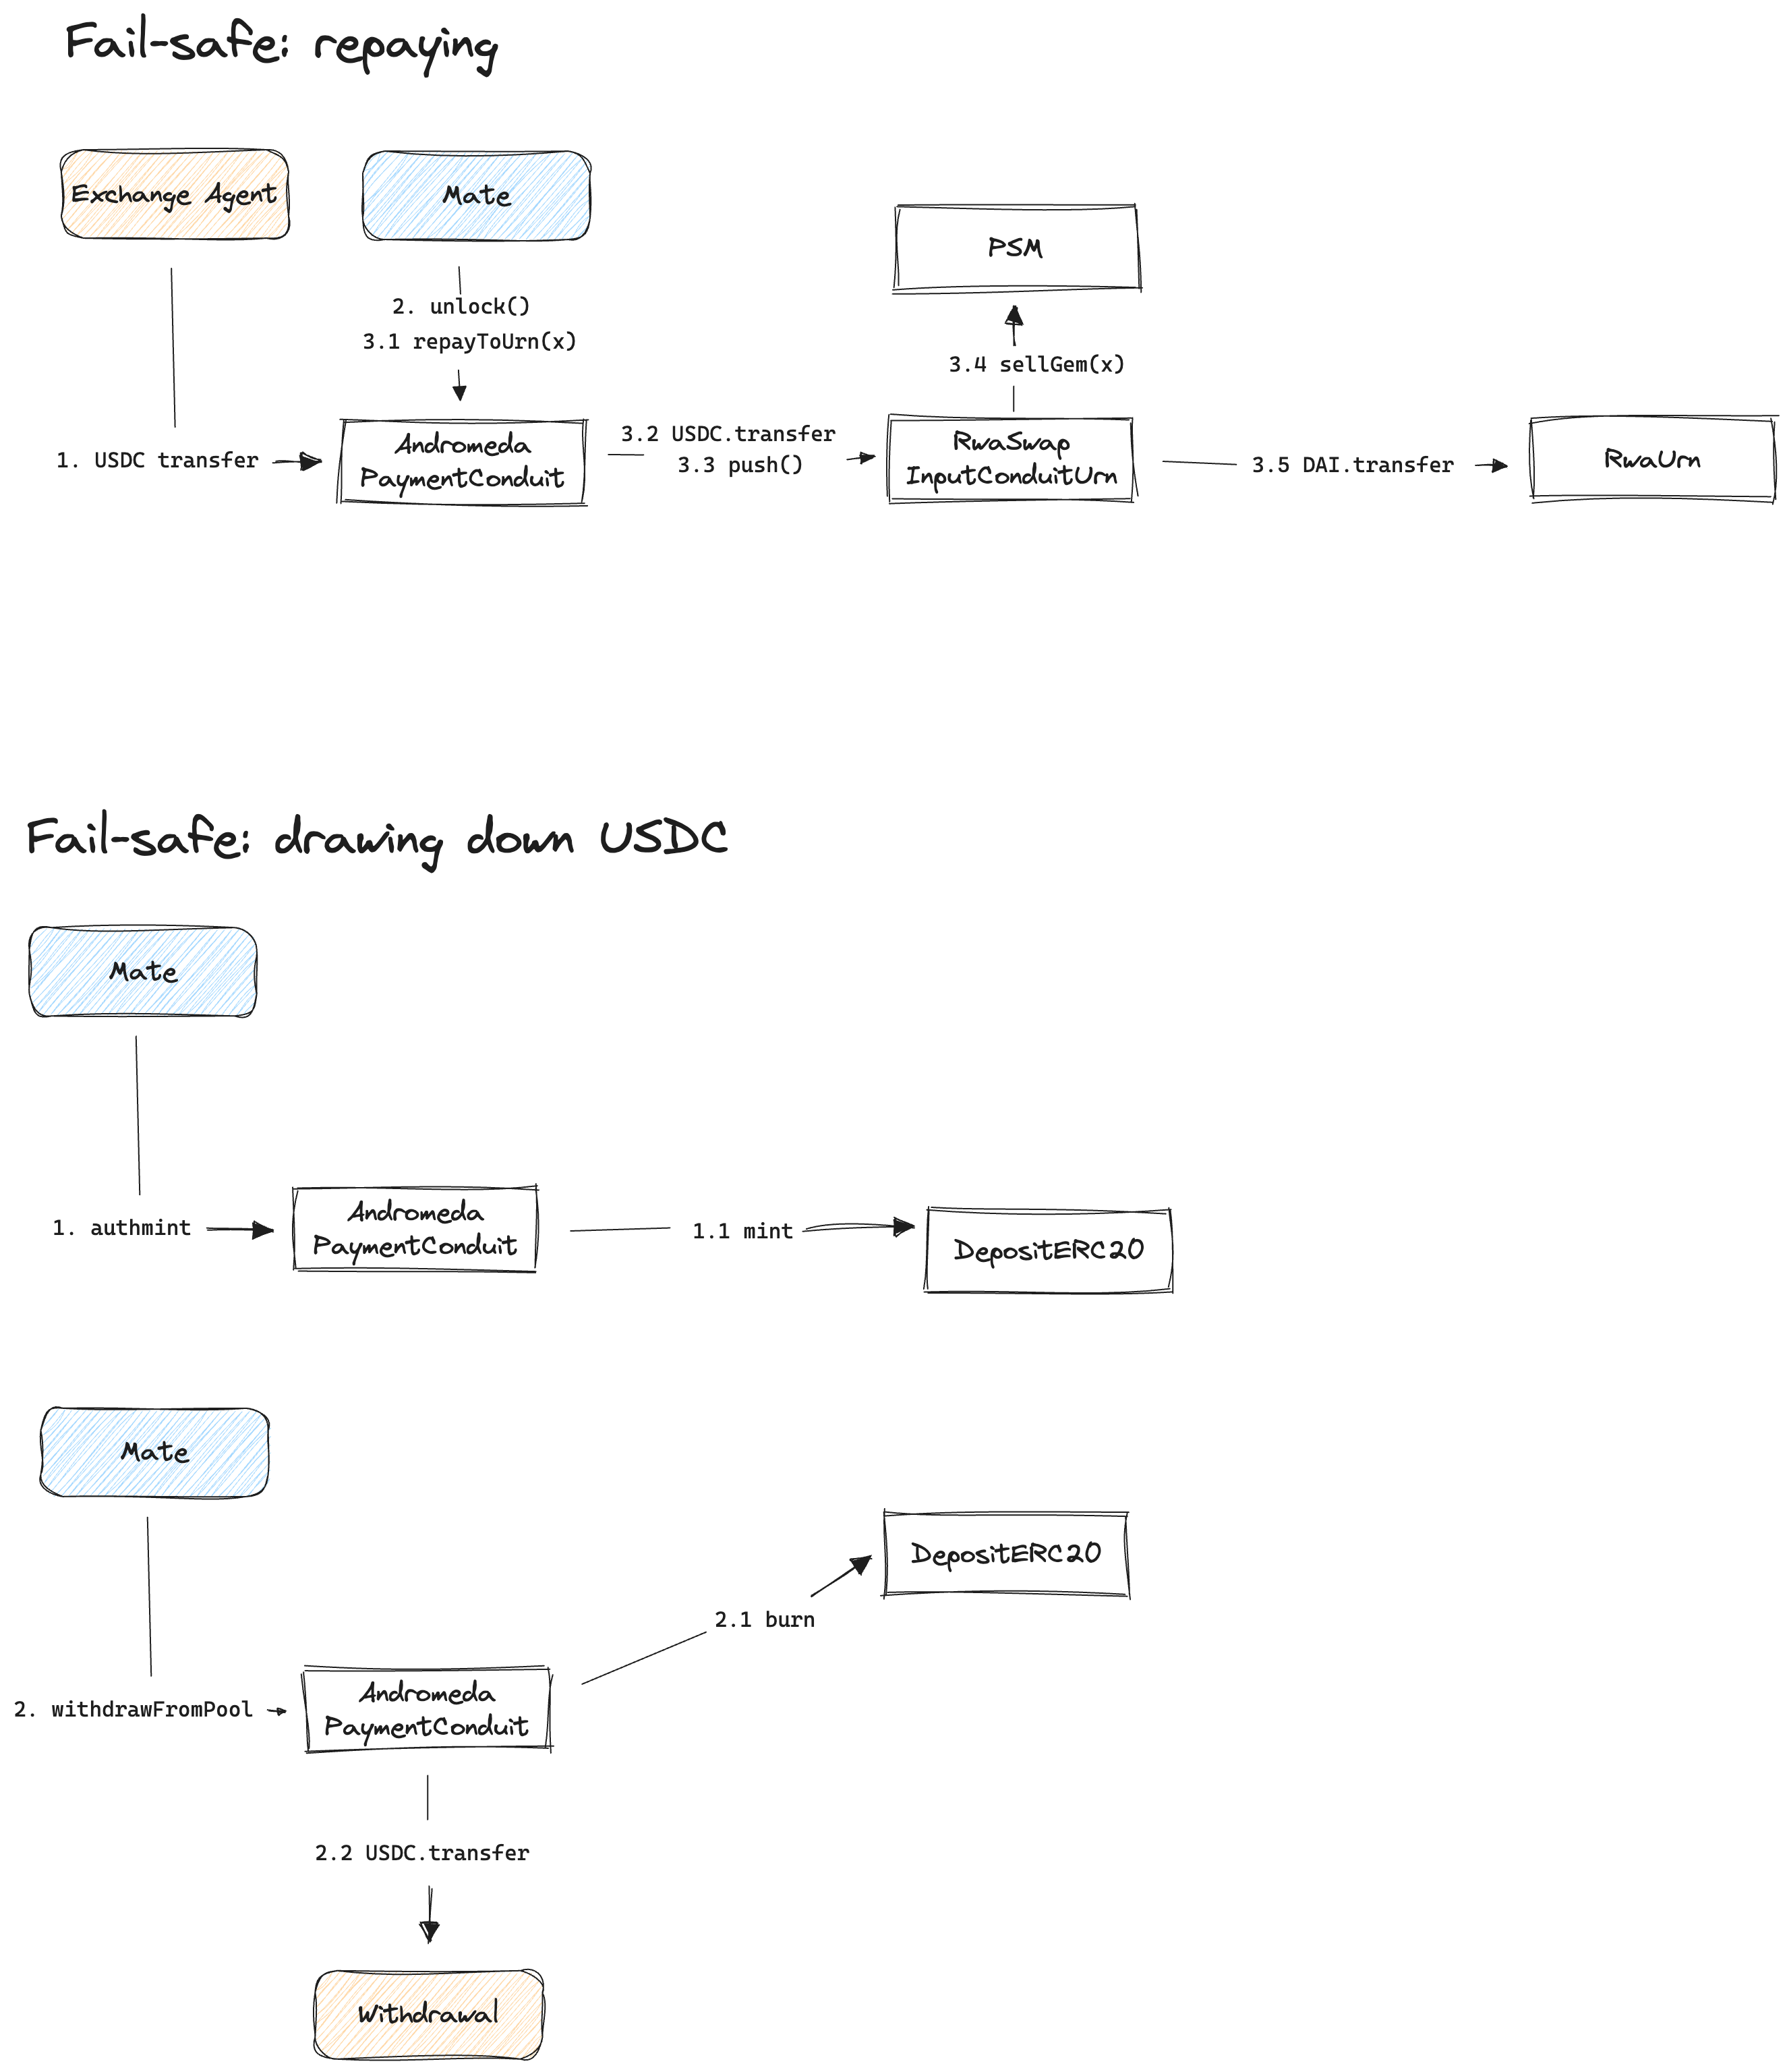 Fail-safe: repaying
Exchange Agent
Mate
PSM
2. unlock()
3.1 repayToUrn(x)
3.4 sellGem(x)
1. USDC transfer
Andromeda
PaymentConduit
3.2 USDC.transfer
3.3 push()
RwaSwap
InputConduitUrn
3.5 DAI.transfer
RwaUrn
Fail-safe: drawing down USDC
Mate
1. authmint
Andromeda
PaymentConduit
1.1 mint
DepositERC20
Mate
DepositERC20
2.1 burn
2. withdrawFromPool
Andromeda
PaymentConduit
2.2 USDC.transfer
Withdrawal